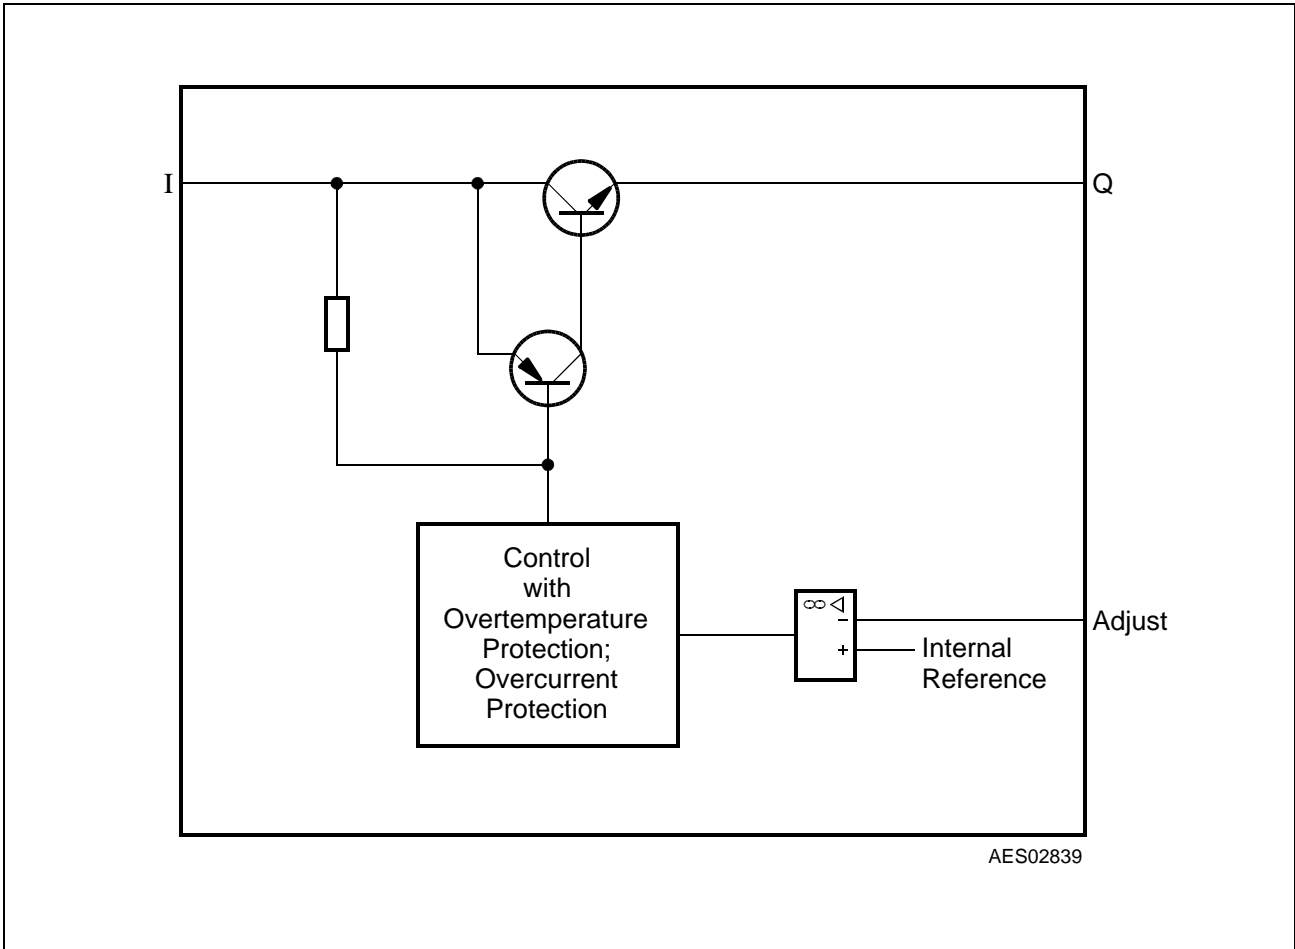 I
Q
Control
with
Overtemperature
Protection;
Overcurrent
Protection
∞ ◁
−
+
Adjust
Internal
Reference
AES02839